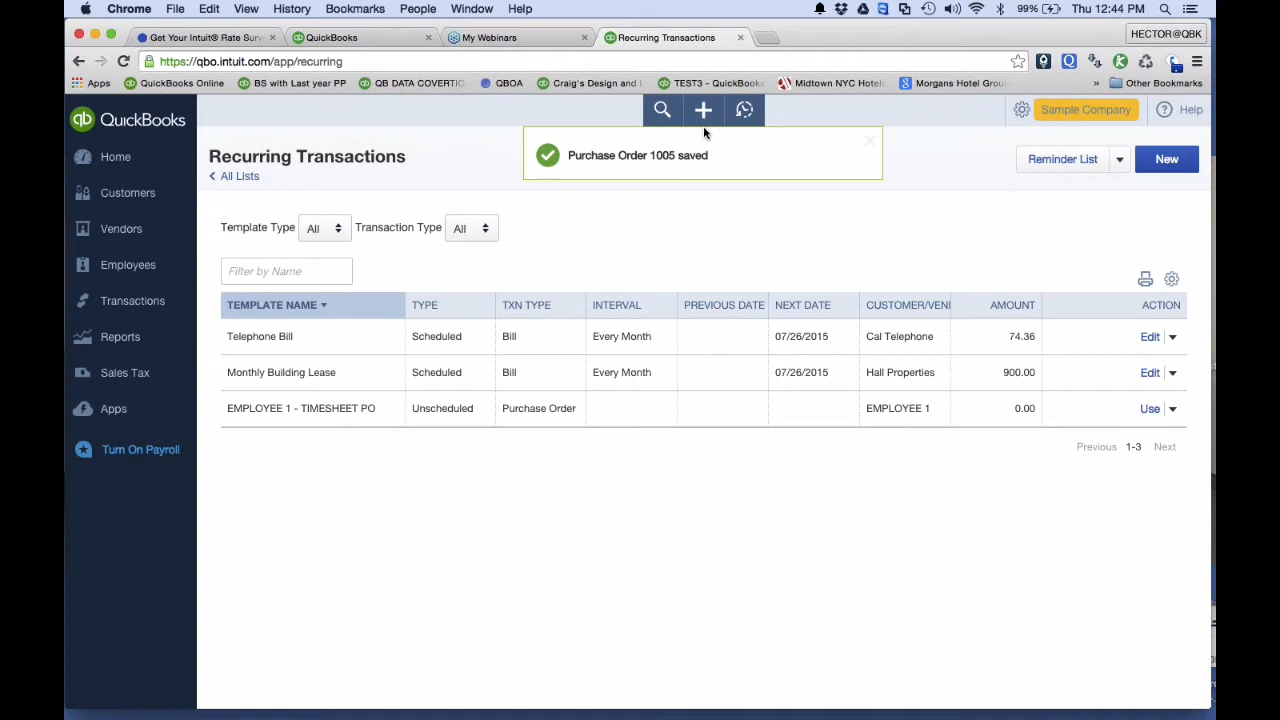 Chrome File Edit View History Bookmarks People Window Help 99% Thu 12:44 PM
Get Your Intuit® Rate Surv QuickBooks My Webinars Recurring Transactions HECTOR@QBK
https://qbo.intuit.com/app/recurring
Apps QuickBooks Online BS with Last year PP QB DATA COVERTIO QBOA Craig's Design and L TEST3 - QuickBooks Midtown NYC Hotels Morgans Hotel Grou » Other Bookmarks
qb QuickBooks Sample Company ? Help
Home
Customers
Vendors
Employees
Transactions
Reports
Sales Tax
Apps
Turn On Payroll
Purchase Order 1005 saved
Recurring Transactions
All Lists
Reminder List New
Template Type All Transaction Type All
Filter by Name
TEMPLATE NAME TYPE TXN TYPE INTERVAL PREVIOUS DATE NEXT DATE CUSTOMER/VENI AMOUNT ACTION
Telephone Bill Scheduled Bill Every Month 07/26/2015 Cal Telephone 74.36 Edit
Monthly Building Lease Scheduled Bill Every Month 07/26/2015 Hall Properties 900.00 Edit
EMPLOYEE 1 - TIMESHEET PO Unscheduled Purchase Order EMPLOYEE 1 0.00 Use
Previous 1-3 Next